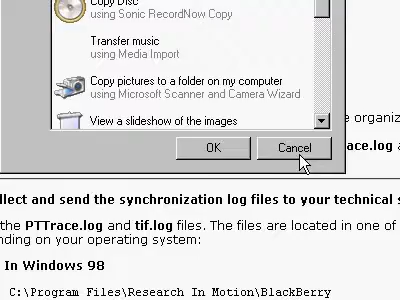 Copy Disc
using Sonic RecordNow Copy
Transfer music
using Media Import
Copy pictures to a folder on my computer
using Microsoft Scanner and Camera Wizard
View a slideshow of the images
OK
Cancel
e organiz
ace.log a
llect and send the synchronization log files to your technical s
the PTTrace.log and tif.log files. The files are located in one of
nding on your operating system:
In Windows 98
C:\Program Files\Research In Motion\BlackBerry